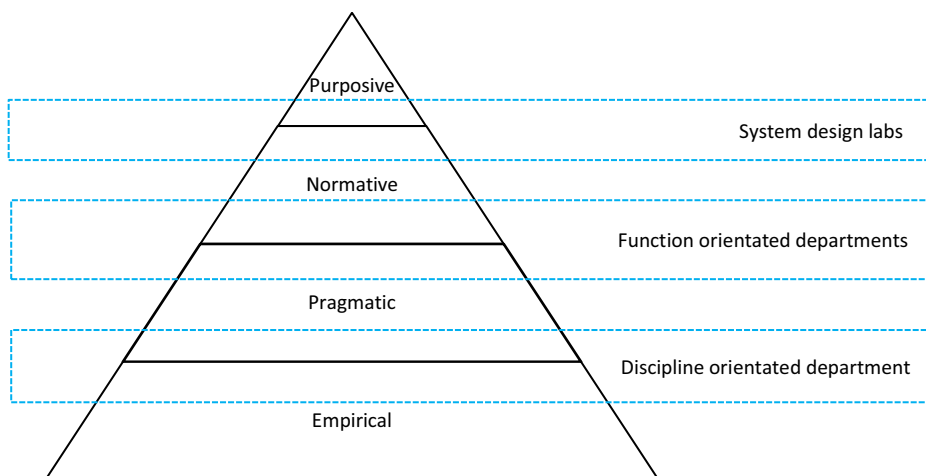 Purposive
System design labs
Normative
Function orientated departments
Pragmatic
Discipline orientated department
Empirical